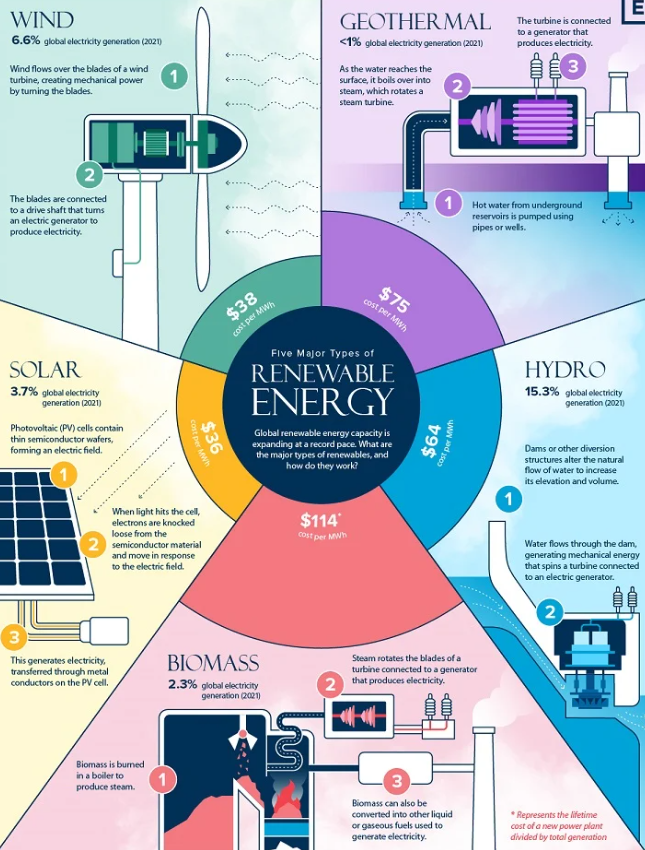 WIND
6.6% global electricity generation (2021)
Wind flows over the blades of a wind
turbine, creating mechanical power
by turning the blades.
1
2
The blades are connected
to a drive shaft that turns
an electric generator to
produce electricity.
$38
cost per MWh
GEOTHERMAL
<1% global electricity generation (2021)
The turbine is connected
to a generator that
produces electricity.
3
As the water reaches the
surface, it boils over into
steam, which rotates a
steam turbine.
2
1
Hot water from underground
reservoirs is pumped using
pipes or wells.
$75
cost per MWh
Five Major Types of
RENEWABLE
ENERGY
Global renewable energy capacity is
expanding at a record pace. What are
the major types of renewables, and
how do they work?
SOLAR
3.7% global electricity
generation (2021)
Photovoltaic (PV) cells contain
thin semiconductor wafers,
forming an electric field.
1
When light hits the cell,
electrons are knocked
loose from the
semiconductor material
and move in response
to the electric field.
2
3
This generates electricity,
transferred through metal
conductors on the PV cell.
$36
cost per MWh
HYDRO
15.3% global electricity
generation (2021)
Dams or other diversion
structures alter the natural
flow of water to increase
its elevation and volume.
1
Water flows through the dam,
generating mechanical energy
that spins a turbine connected
to an electric generator.
2
$64
cost per MWh
$114*
cost per MWh
BIOMASS
2.3% global electricity
generation (2021)
Steam rotates the blades of a
turbine connected to a generator
that produces electricity.
2
Biomass is burned
in a boiler to
produce steam.
1
3
Biomass can also be
converted into other liquid
or gaseous fuels used to
generate electricity.
* Represents the lifetime
cost of a new power plant
divided by total generation
E